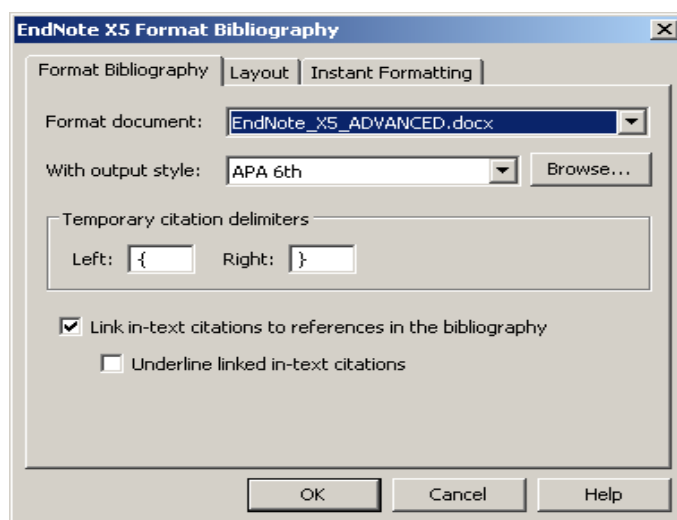 EndNote X5 Format Bibliography
Format Bibliography Layout Instant Formatting
Format document: EndNote_X5_ADVANCED.docx
With output style: APA 6th Browse...
Temporary citation delimiters
Left: { Right: }
Link in-text citations to references in the bibliography
Underline linked in-text citations
OK Cancel Help